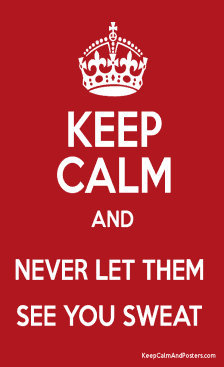 KEEP
CALM
AND
NEVER LET THEM
SEE YOU SWEAT
KeepCalmAndPosters.com